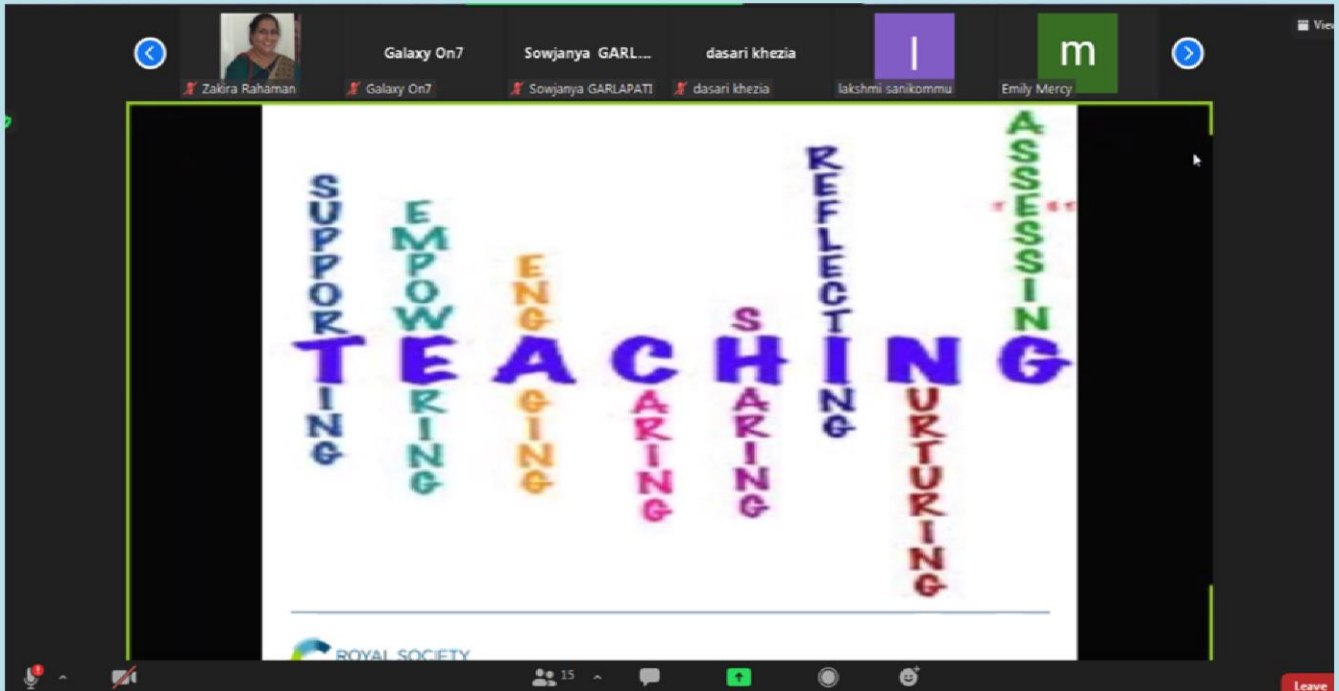 View
Galaxy On7
Sowjanya GARL...
dasari khezia
l
m
Zakira Rahaman
Galaxy On7
Sowjanya GARLAPATI
dasari khezia
lakshmi sanikommu
Emily Mercy
SUPPORTING
EMPOWERING
ENGAGING
CARING
SHARING
REFLECTING
NURTURING
ASSESSING
TEACHING
ROYAL SOCIETY
15
Leave